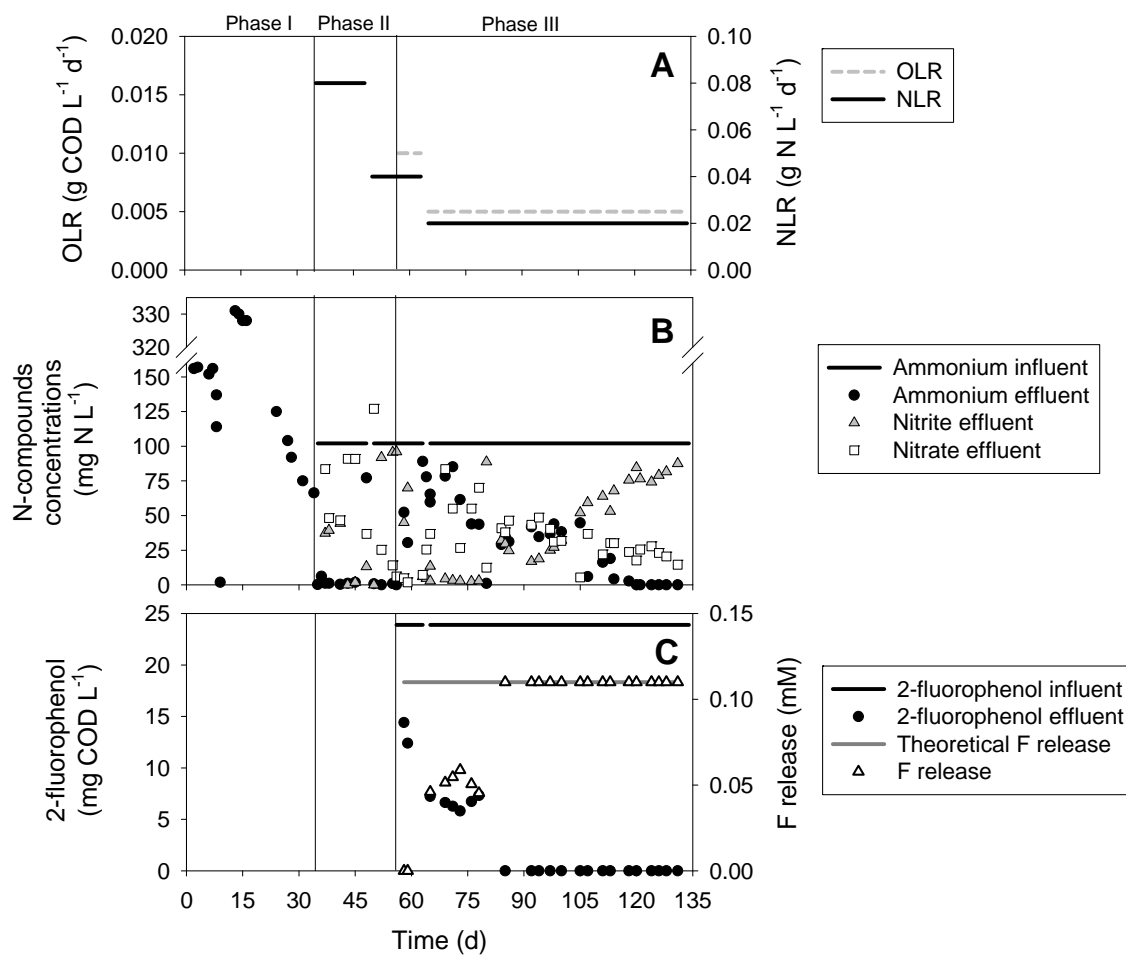 Phase I Phase II Phase III
A
OLR (g COD L⁻¹ d⁻¹)
0.020
0.015
0.010
0.005
0.000
NLR (g N L⁻¹ d⁻¹)
0.10
0.08
0.06
0.04
0.02
0.00
OLR
NLR
B
N-compounds
concentrations
(mg N L⁻¹)
330
320
150
125
100
75
50
25
0
Ammonium influent
Ammonium effluent
Nitrite effluent
Nitrate effluent
C
2-fluorophenol
(mg COD L⁻¹)
25
20
15
10
5
0
F release (mM)
0.15
0.10
0.05
0.00
2-fluorophenol influent
2-fluorophenol effluent
Theoretical F release
F release
0 15 30 45 60 75 90 105 120 135
Time (d)